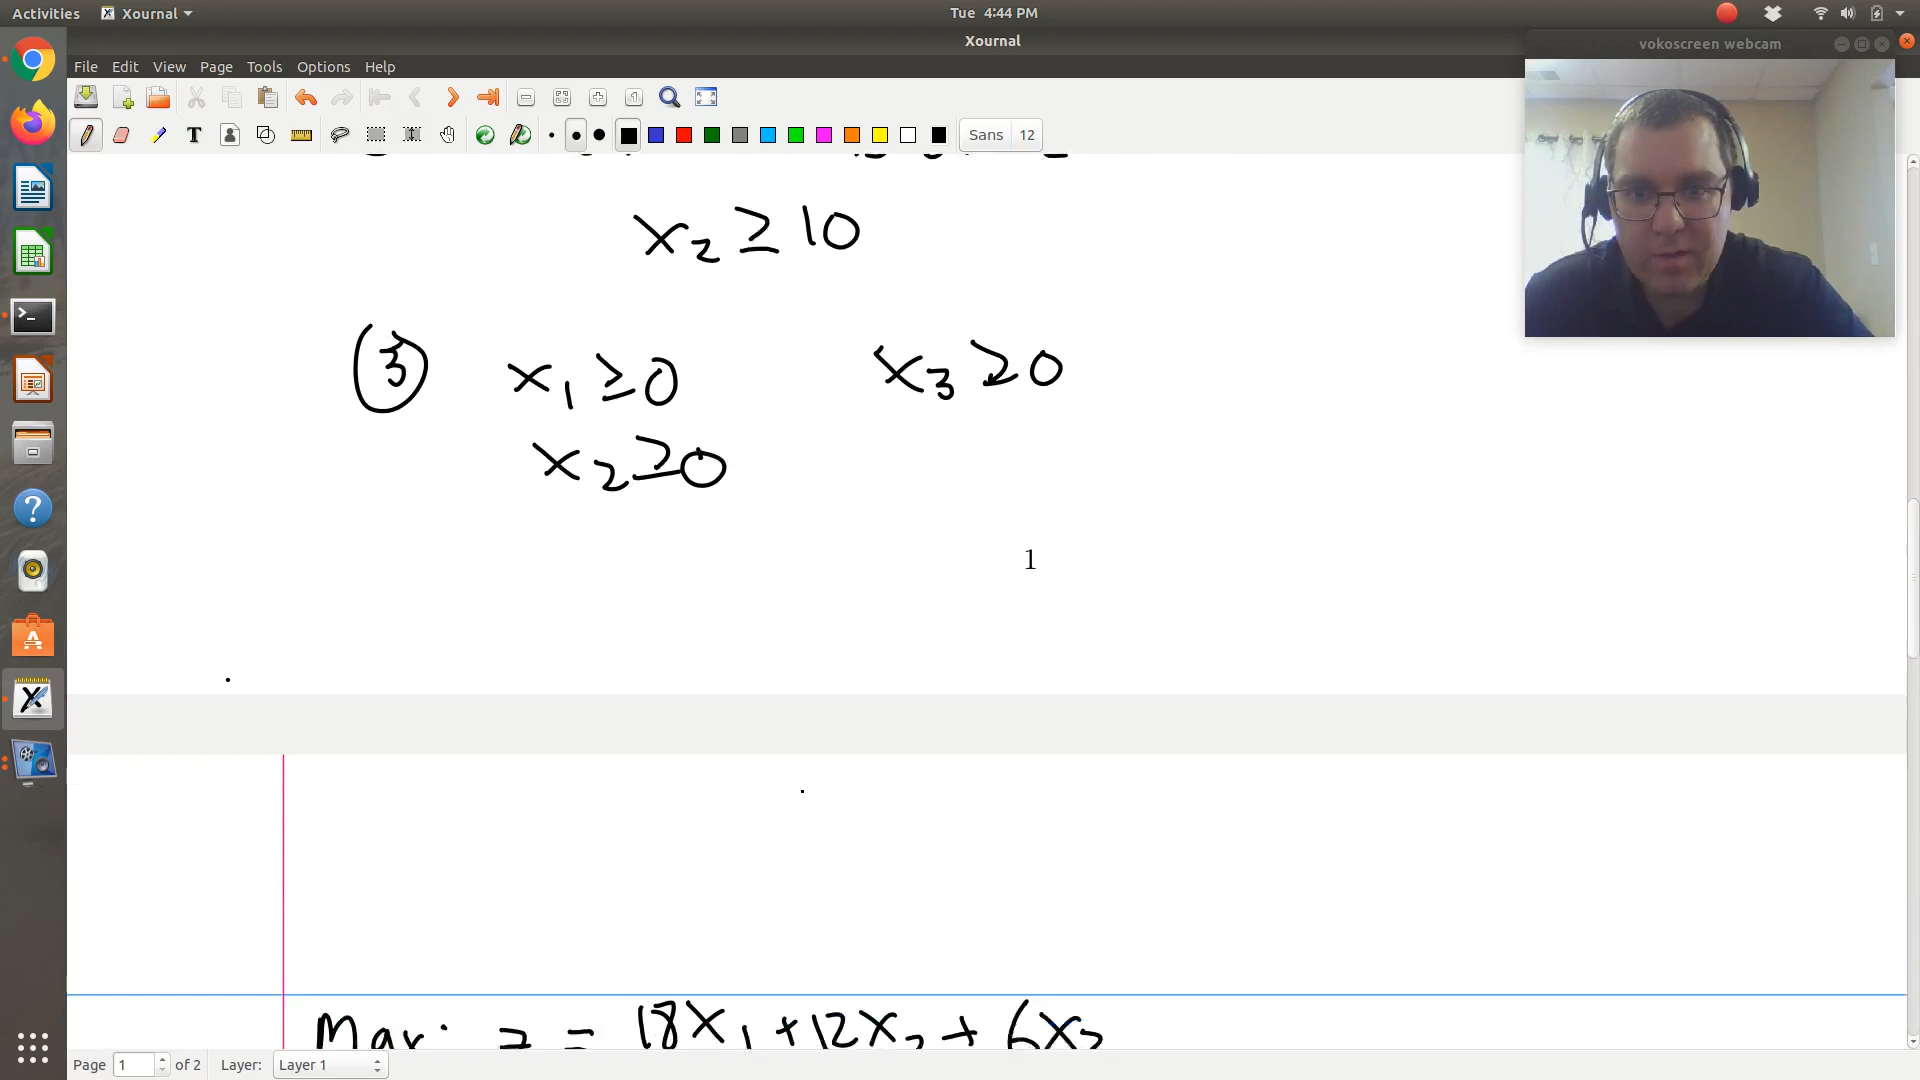 Activities Xournal Tue 4:44 PM
Xournal
vokoscreen webcam
File Edit View Page Tools Options Help
Sans 12
x₂ ≥ 10
③ x₁ ≥ 0 x₃ ≥ 0
x₂ ≥ 0
1
Max: z = 18x₁ + 12x₂ + 6x₃
Page 1 of 2 Layer: Layer 1